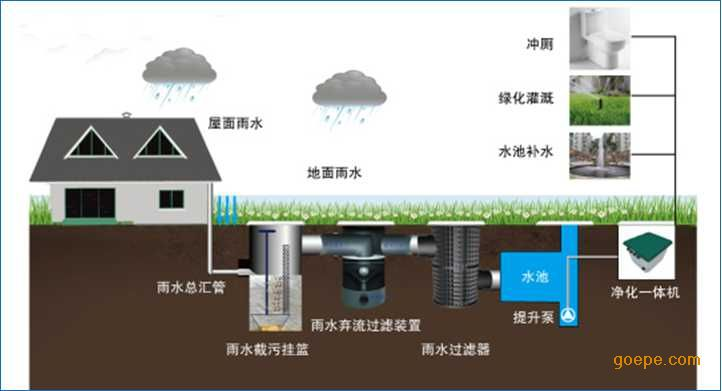 冲厕
绿化灌溉
水池补水
屋面雨水
地面雨水
雨水总汇管
雨水截污挂篮
雨水弃流过滤装置
雨水过滤器
水池
提升泵
净化一体机
goepe.com